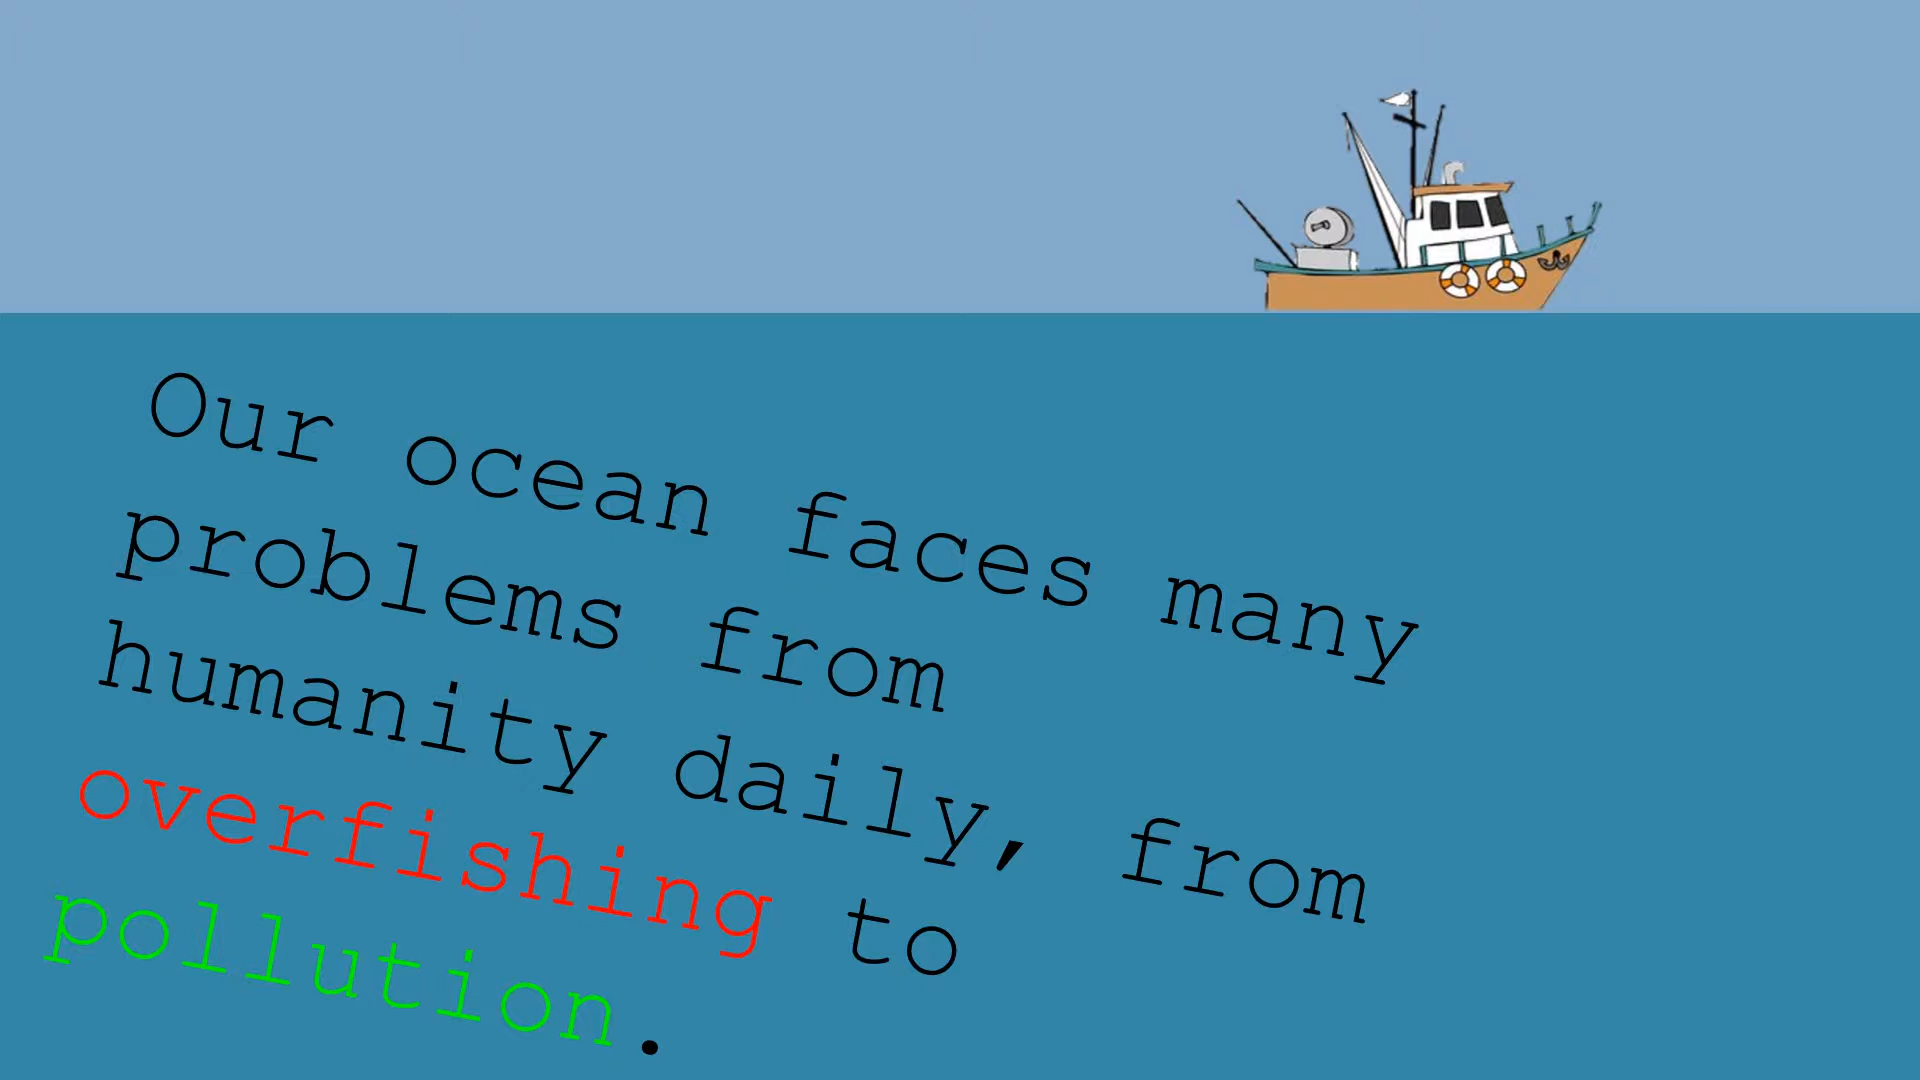 Our ocean faces many
problems from
humanity daily, from
overfishing to
pollution.